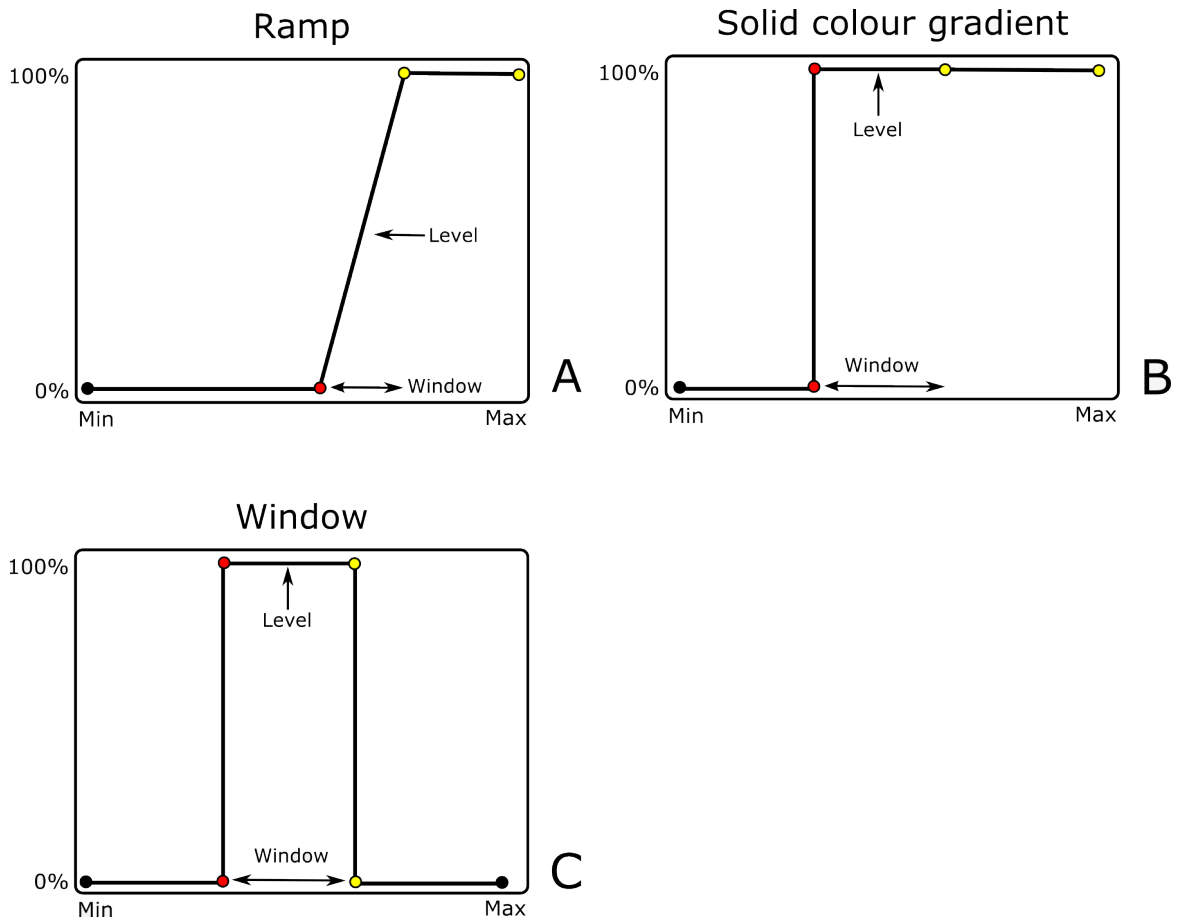 Ramp
100%
Level
Window
0%
Min
Max
A
Solid colour gradient
100%
Level
Window
0%
Min
Max
B
Window
100%
Level
Window
0%
Min
Max
C